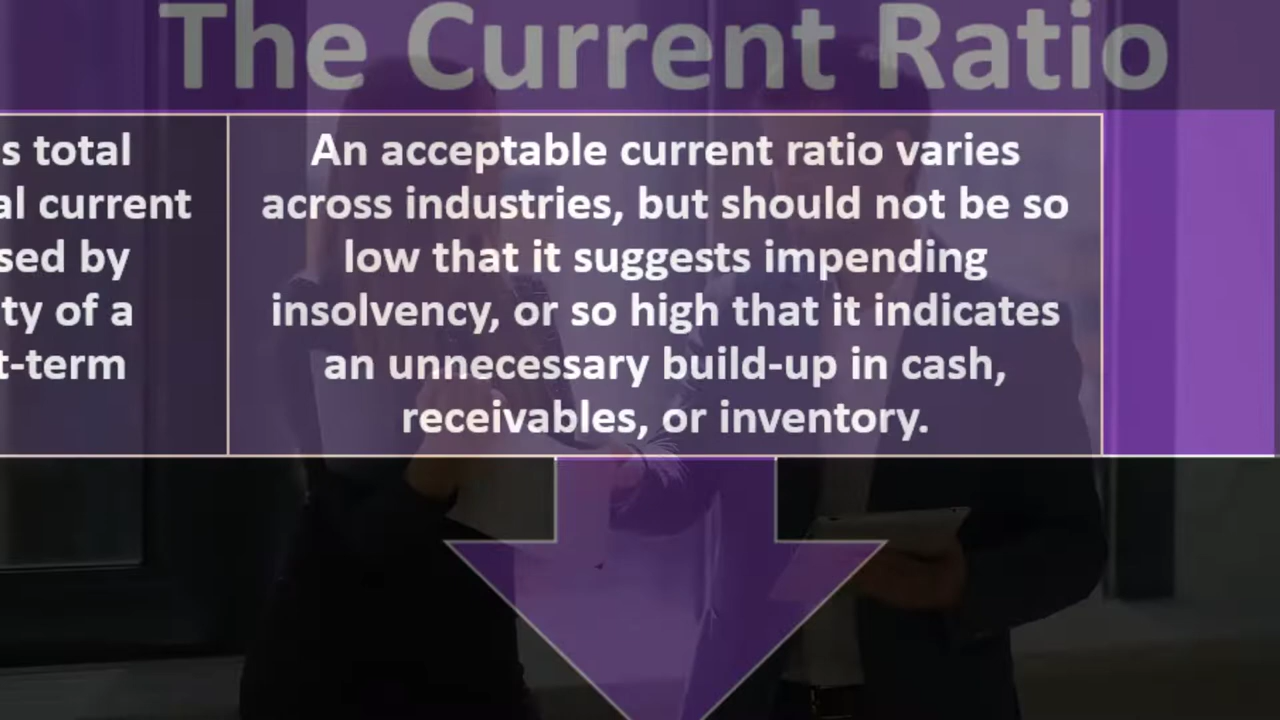 The Current Ratio
s total
al current
sed by
ty of a
t-term
An acceptable current ratio varies
across industries, but should not be so
low that it suggests impending
insolvency, or so high that it indicates
an unnecessary build-up in cash,
receivables, or inventory.